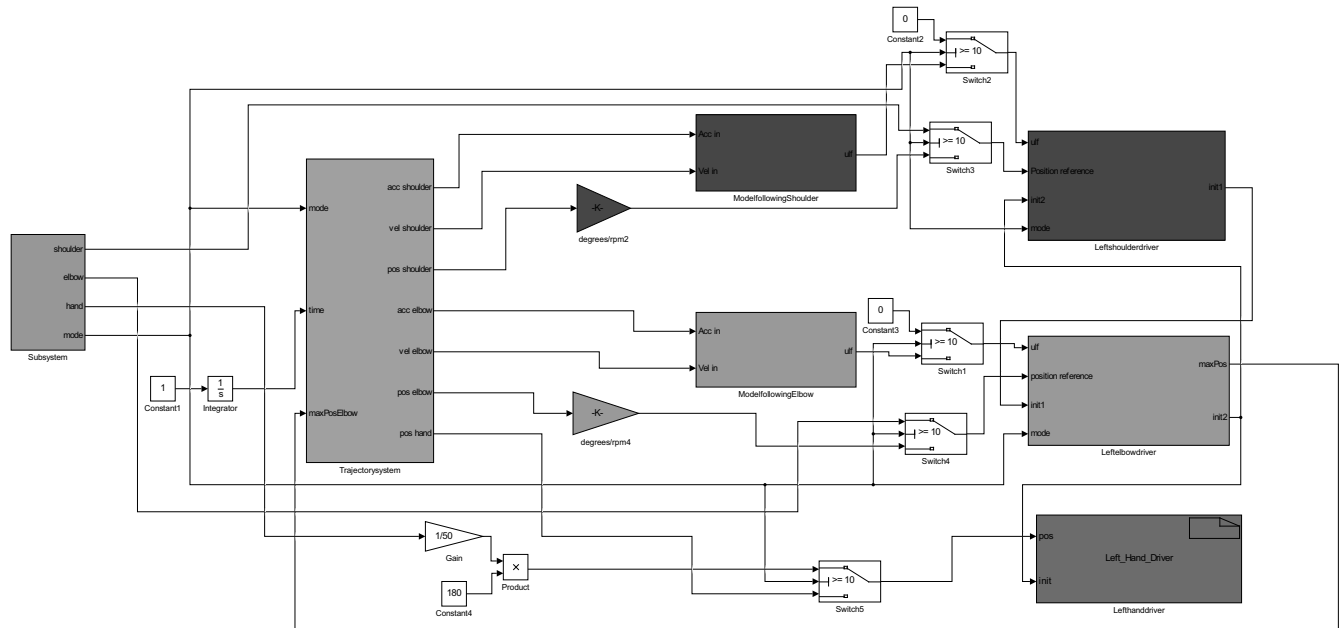 0
Constant2
>= 10
Switch2
Acc in
Vel in
ulf
ModelfollowingShoulder
>= 10
Switch3
ulf
Position reference
init2
mode
init1
Leftshoulderdriver
-K-
degrees/rpm2
shoulder
elbow
hand
mode
Subsystem
mode
time
maxPosElbow
acc shoulder
vel shoulder
pos shoulder
acc elbow
vel elbow
pos elbow
pos hand
Trajectorysystem
1
Constant1
1
s
Integrator
Acc in
Vel in
ulf
ModelfollowingElbow
0
Constant3
>= 10
Switch1
ulf
position reference
init1
mode
maxPos
init2
Leftelbowdriver
-K-
degrees/rpm4
>= 10
Switch4
1/50
Gain
180
Constant4
×
Product
>= 10
Switch5
pos
init
Left_Hand_Driver
Lefthanddriver